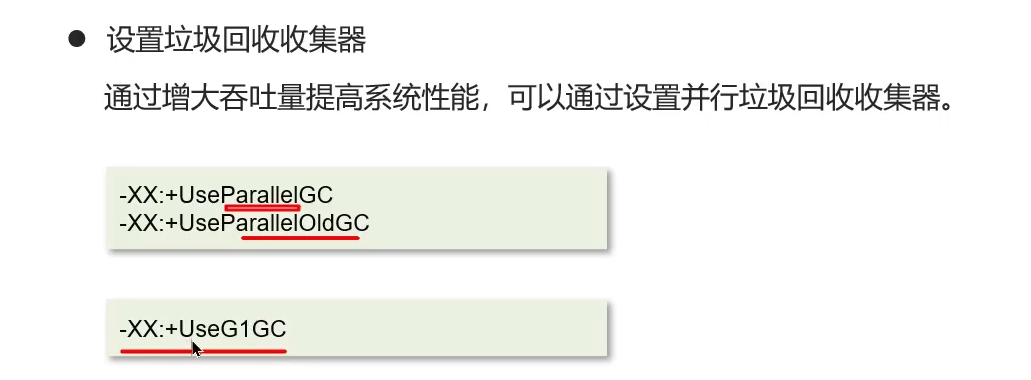 ● 设置垃圾回收收集器
通过增大吞吐量提高系统性能，可以通过设置并行垃圾回收收集器。
-XX:+UseParallelGC
-XX:+UseParallelOldGC
-XX:+UseG1GC